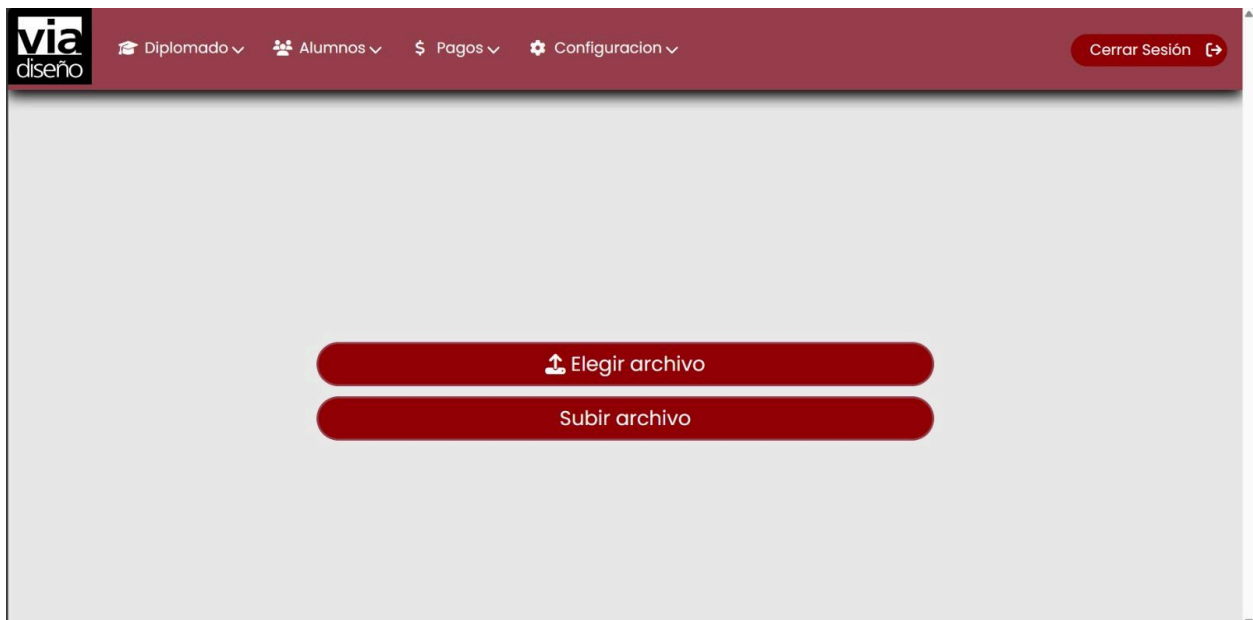 via
diseño
Diplomado
Alumnos
$ Pagos
Configuracion
Cerrar Sesión
Elegir archivo
Subir archivo